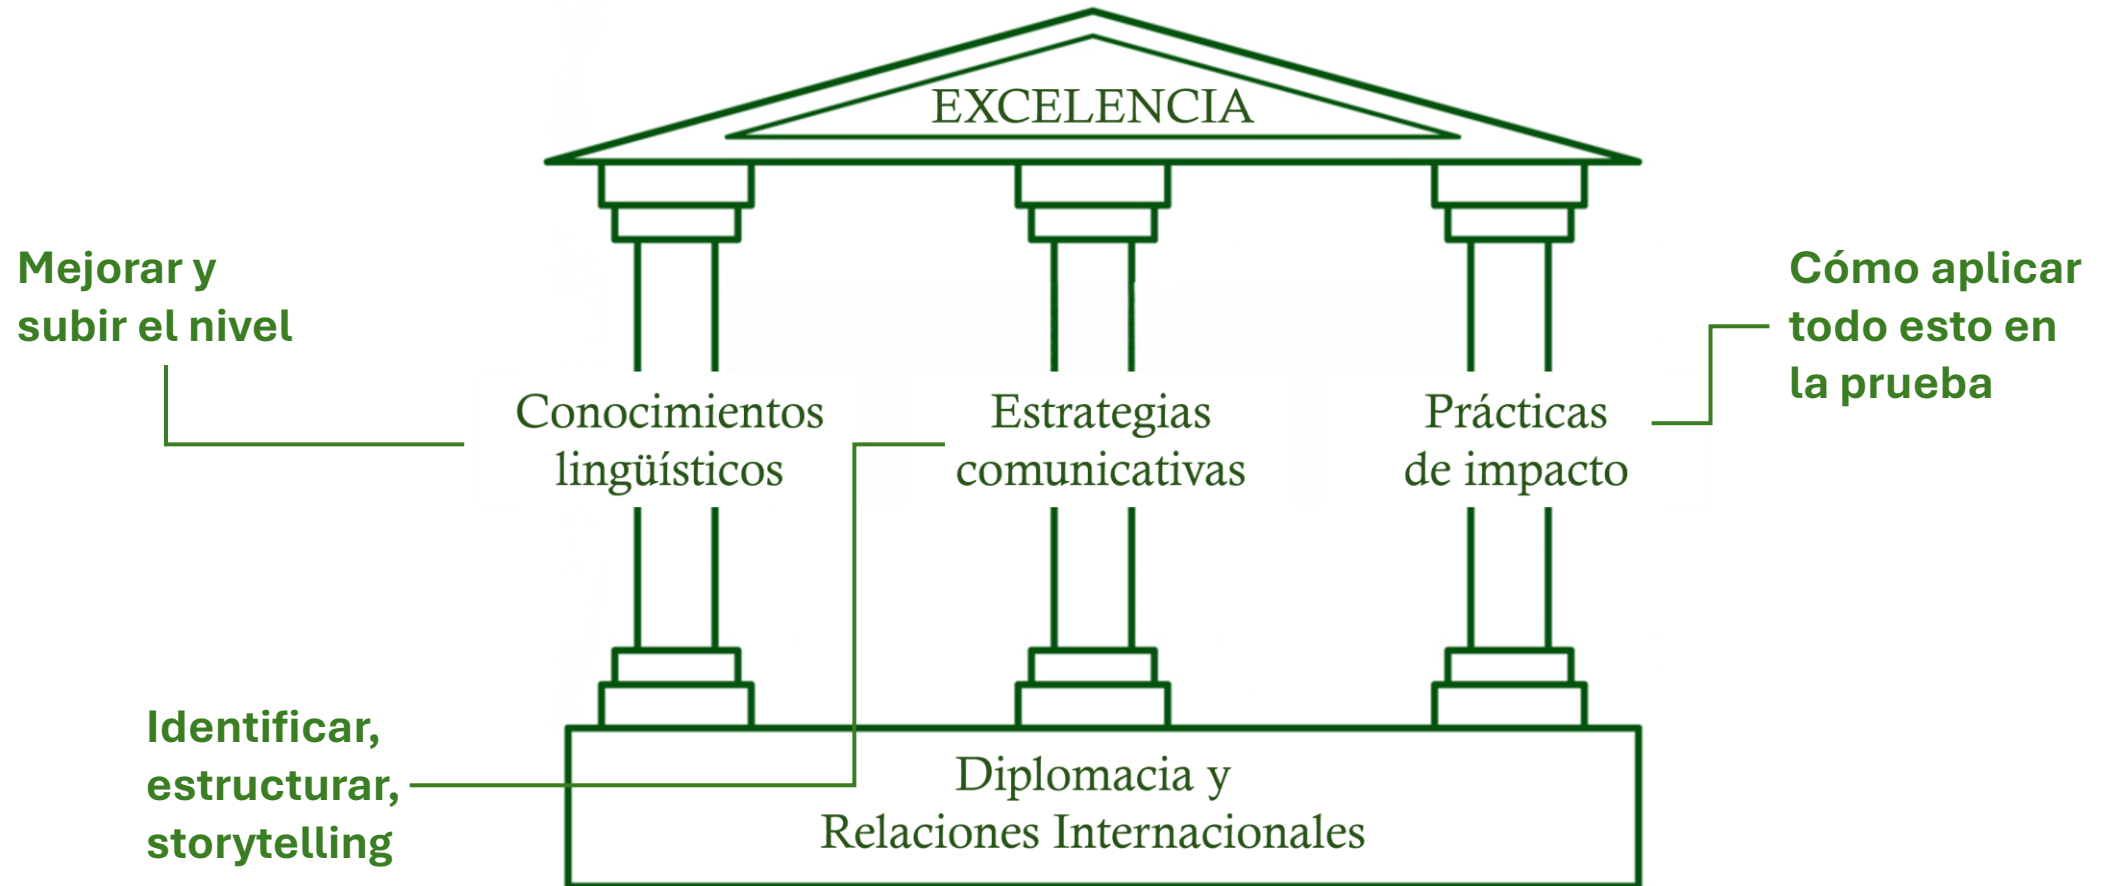 EXCELENCIA
Mejorar y
subir el nivel
Conocimientos
lingüísticos
Estrategias
comunicativas
Prácticas
de impacto
Cómo aplicar
todo esto en
la prueba
Identificar,
estructurar,
storytelling
Diplomacia y
Relaciones Internacionales